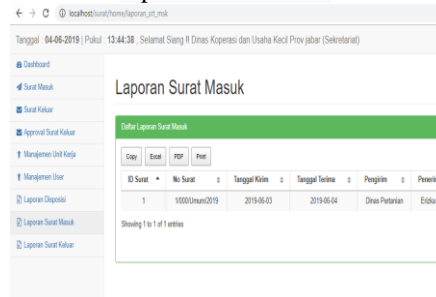 localhost/surat/home/laporan_srt_msk
Tanggal : 04-06-2019 | Pukul : 13:44:38 , Selamat Siang !! Dinas Koperasi dan Usaha Kecil Prov jabar (Sekretariat)
Dashboard
Surat Masuk
Surat Keluar
Approval Surat Keluar
Manajemen Unit Kerja
Manajemen User
Laporan Disposisi
Laporan Surat Masuk
Laporan Surat Keluar
Laporan Surat Masuk
Daftar Laporan Surat Masuk
Copy Excel PDF Print
ID Surat No Surat Tanggal Kirim Tanggal Terima Pengirim Penerim
1 1/000/Umum/2019 2019-06-03 2019-06-04 Dinas Pertanian Erizka
Showing 1 to 1 of 1 entries